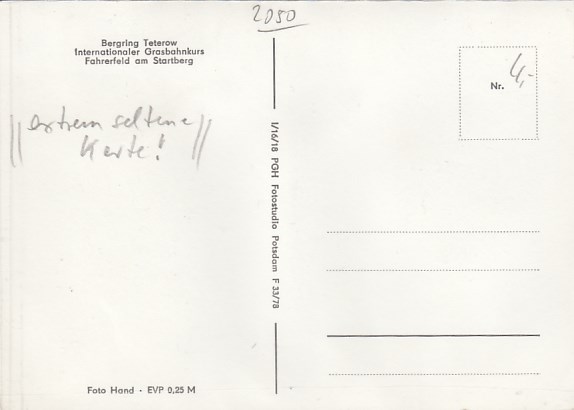 2050
Bergring Teterow
Internationaler Grasbahnkurs
Fahrerfeld am Startberg
Nr. 4,-
extrem seltene
Karte!
I/16/18 PGH Fotostudio Potsdam F 33/78
Foto Hand · EVP 0,25 M